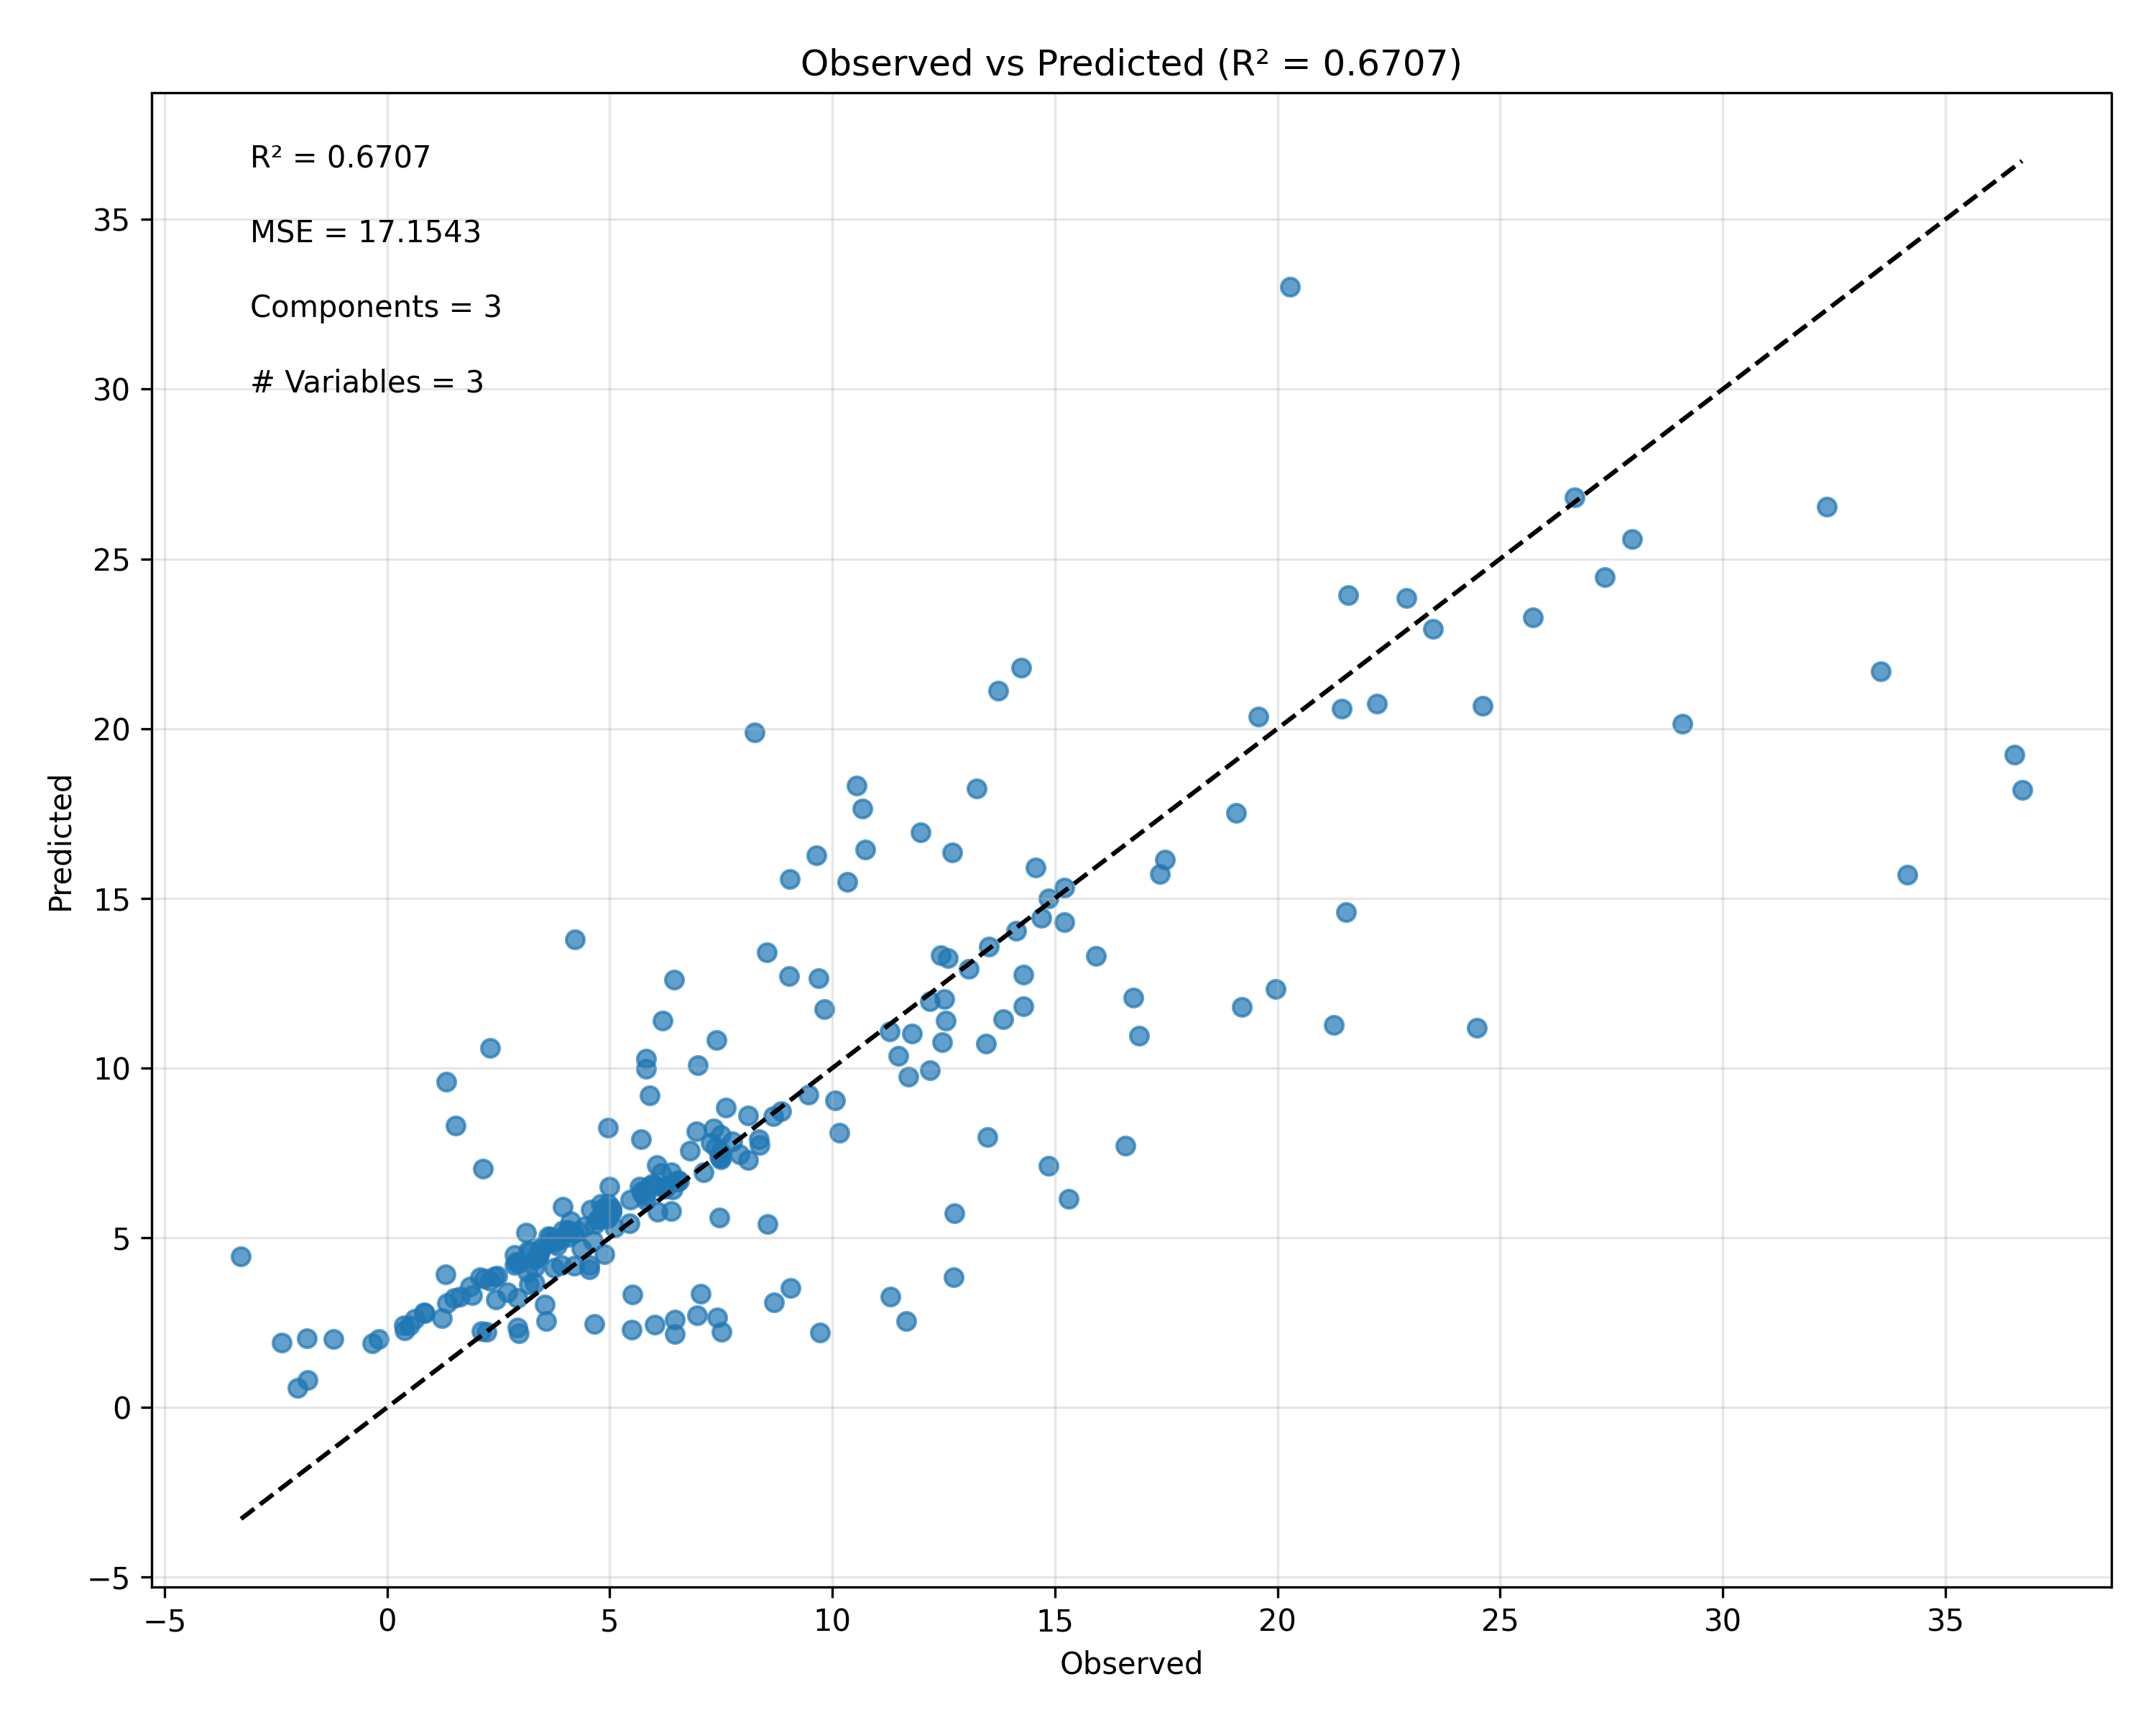 Observed vs Predicted (R² = 0.6707)
R² = 0.6707
MSE = 17.1543
Components = 3
# Variables = 3
35
30
25
20
15
10
5
0
−5
Predicted
−5 0 5 10 15 20 25 30 35
Observed